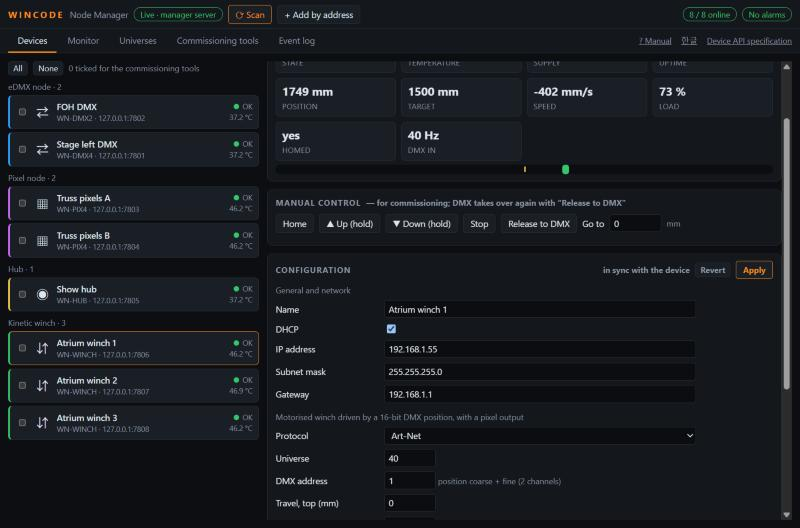 WINCODE Node Manager Live · manager server Scan + Add by address 8 / 8 online No alarms
Devices Monitor Universes Commissioning tools Event log ? Manual 한글 Device API specification
All None 0 ticked for the commissioning tools
eDMX node · 2
FOH DMX OK
WN-DMX2 · 127.0.0.1:7802 37.2 °C
Stage left DMX OK
WN-DMX4 · 127.0.0.1:7801 37.2 °C
Pixel node · 2
Truss pixels A OK
WN-PIX4 · 127.0.0.1:7803 46.2 °C
Truss pixels B OK
WN-PIX4 · 127.0.0.1:7804 46.2 °C
Hub · 1
Show hub OK
WN-HUB · 127.0.0.1:7805 37.2 °C
Kinetic winch · 3
Atrium winch 1 OK
WN-WINCH · 127.0.0.1:7806 46.2 °C
Atrium winch 2 OK
WN-WINCH · 127.0.0.1:7807 46.9 °C
Atrium winch 3 OK
WN-WINCH · 127.0.0.1:7808 46.2 °C
STATE TEMPERATURE SUPPLY UPTIME
1749 mm 1500 mm -402 mm/s 73 %
POSITION TARGET SPEED LOAD
yes 40 Hz
HOMED DMX IN
MANUAL CONTROL — for commissioning; DMX takes over again with "Release to DMX"
Home ▲ Up (hold) ▼ Down (hold) Stop Release to DMX Go to 0 mm
CONFIGURATION in sync with the device Revert Apply
General and network
Name Atrium winch 1
DHCP
IP address 192.168.1.55
Subnet mask 255.255.255.0
Gateway 192.168.1.1
Motorised winch driven by a 16-bit DMX position, with a pixel output
Protocol Art-Net
Universe 40
DMX address 1 position coarse + fine (2 channels)
Travel, top (mm) 0